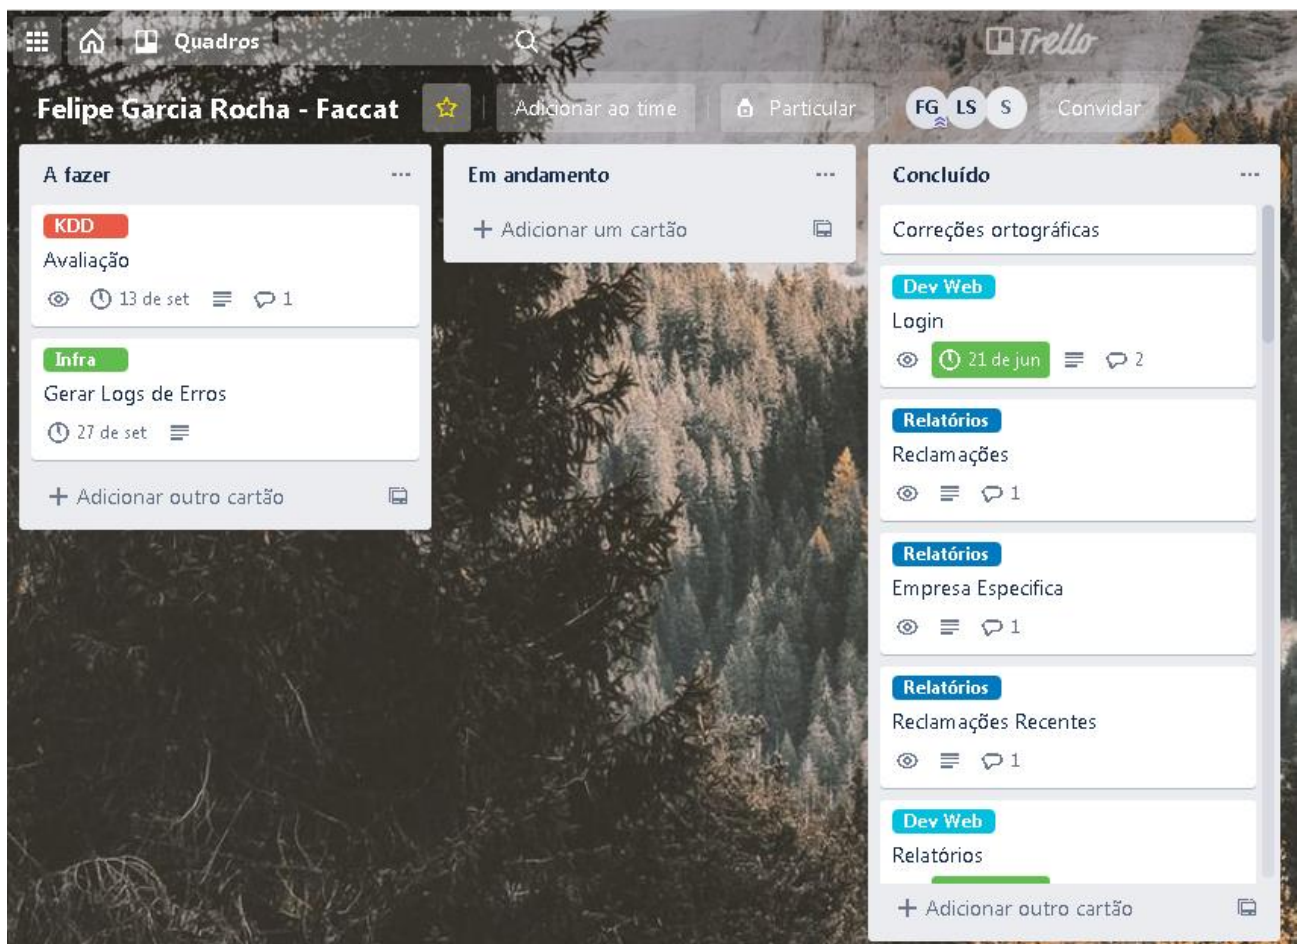 Quadros
Trello
Felipe Garcia Rocha - Faccat
Adicionar ao time
Particular
FG
LS
S
Convidar
A fazer
KDD
Avaliação
13 de set
1
Infra
Gerar Logs de Erros
27 de set
Adicionar outro cartão
Em andamento
Adicionar um cartão
Concluído
Correções ortográficas
Dev Web
Login
21 de jun
2
Relatórios
Reclamações
1
Relatórios
Empresa Especifica
1
Relatórios
Reclamações Recentes
1
Dev Web
Relatórios
Adicionar outro cartão